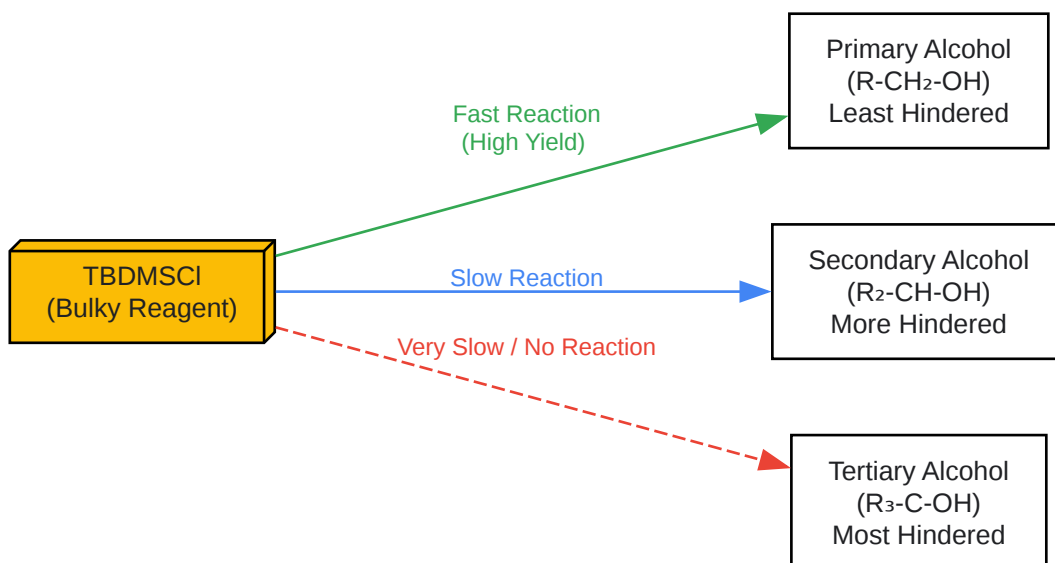 Primary Alcohol
(R-CH₂-OH)
Least Hindered
Fast Reaction
(High Yield)
TBDMSCl
(Bulky Reagent)
Slow Reaction
Secondary Alcohol
(R₂-CH-OH)
More Hindered
Very Slow / No Reaction
Tertiary Alcohol
(R₃-C-OH)
Most Hindered